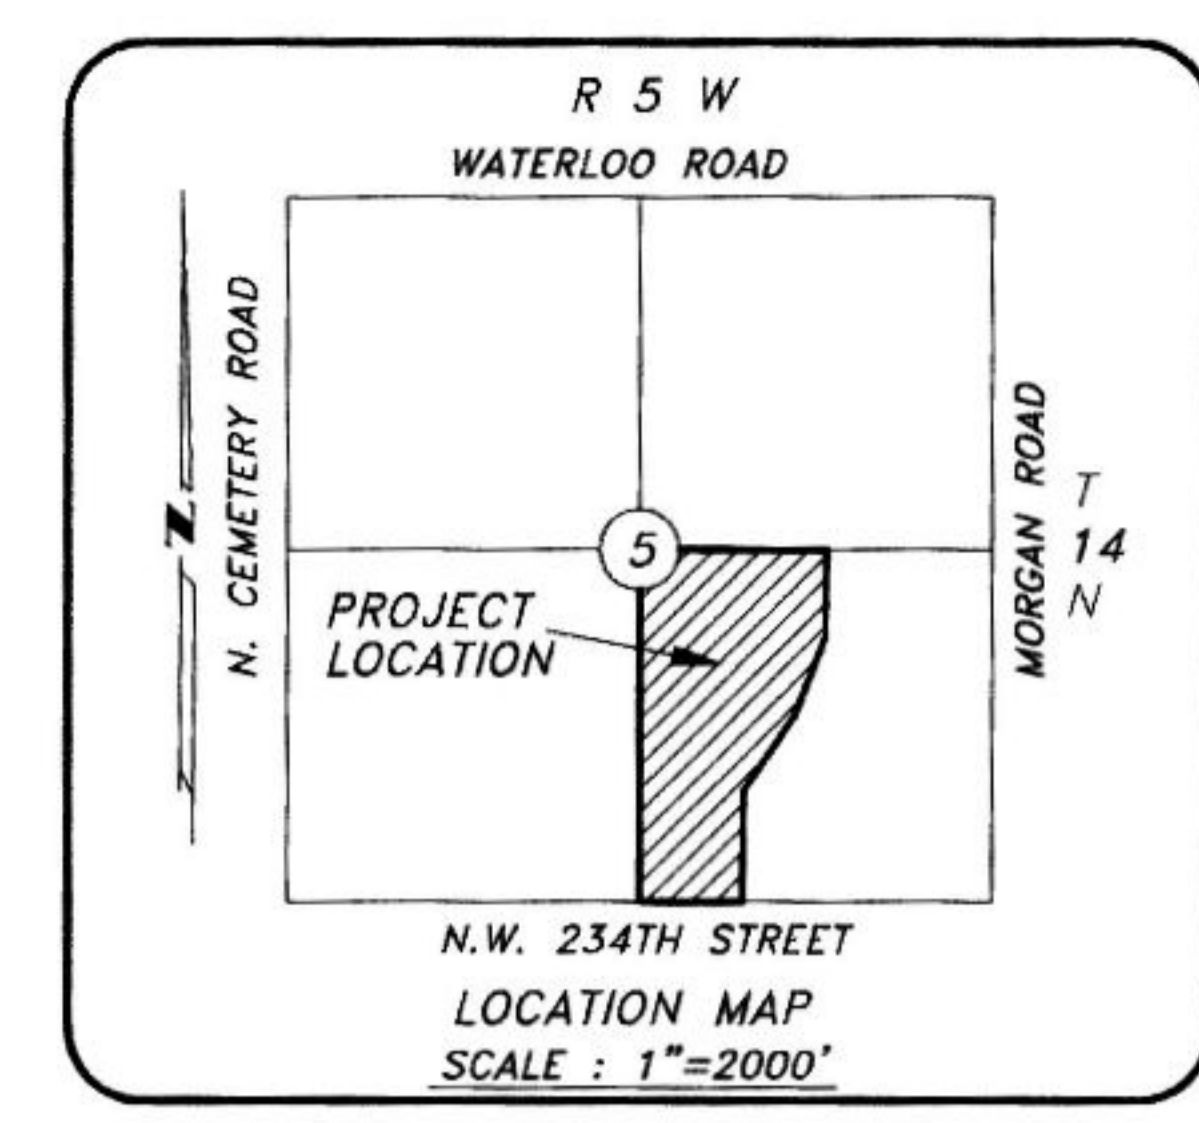 R 5 W
WATERLOO ROAD
N. CEMETERY ROAD
N
MORGAN ROAD
T
14
N
5
PROJECT
LOCATION
N.W. 234TH STREET
LOCATION MAP
SCALE : 1"=2000'